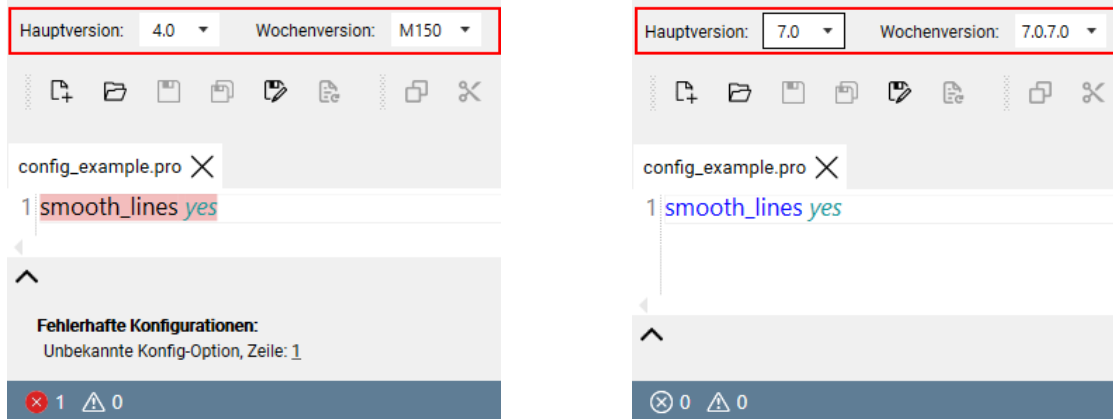 Hauptversion: 4.0 Wochenversion: M150
config_example.pro
1 smooth_lines yes
Fehlerhafte Konfigurationen:
Unbekannte Konfig-Option, Zeile: 1
1 0
Hauptversion: 7.0 Wochenversion: 7.0.7.0
config_example.pro
1 smooth_lines yes
0 0